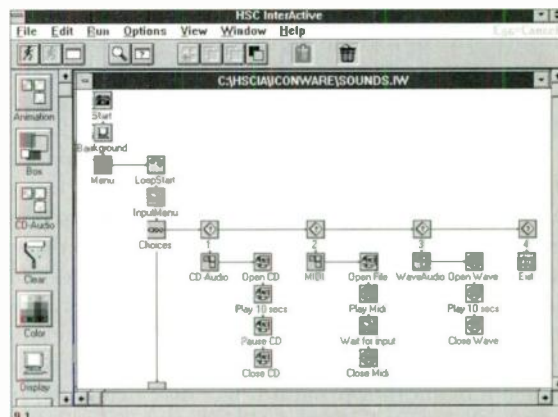 HSC InterActive
File Edit Run Options View Window Help
Esc=Cancel
C:\HSCIA\ICONWARE\SOUNDS.IW
Animation
Box
CD-Audio
Clear
Color
Display
Start
Background
Menu LoopStart
InputMenu
Choices 1 2 3 4
CD-Audio Open CD MIDI Open File WaveAudio Open Wave Exit
Play 10 secs Play Midi Play 10 secs
Pause CD Wait for input Close Wave
Close CD Close Midi